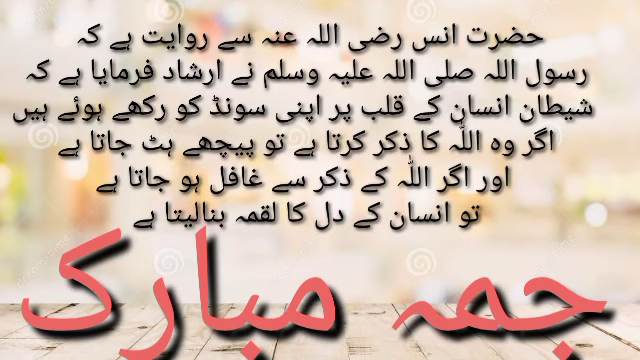 حضرت انس رضی اللہ عنہ سے روایت ہے کہ
رسول اللہ صلی اللہ علیہ وسلم نے ارشاد فرمایا ہے کہ
شیطان انسان کے قلب پر اپنی سونڈ کو رکھے ہوئے ہیں
اگر وہ اللّٰہ کا ذکر کرتا ہے تو پیچھے ہٹ جاتا ہے
اور اگر اللّٰہ کے ذکر سے غافل ہو جاتا ہے
تو انسان کے دل کا لقمہ بنالیتا ہے
جمہ مبارک